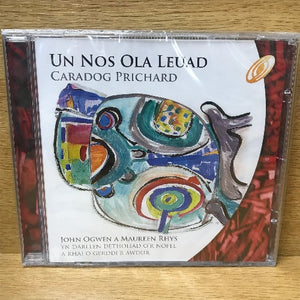 UN NOS OLA LEUAD
CARADOG PRICHARD
JOHN OGWEN A MAUREEN RHYS
YN DARLLEN DETHOLIAD O'R NOFEL
A RHAI O GERDDI'R AWDUR